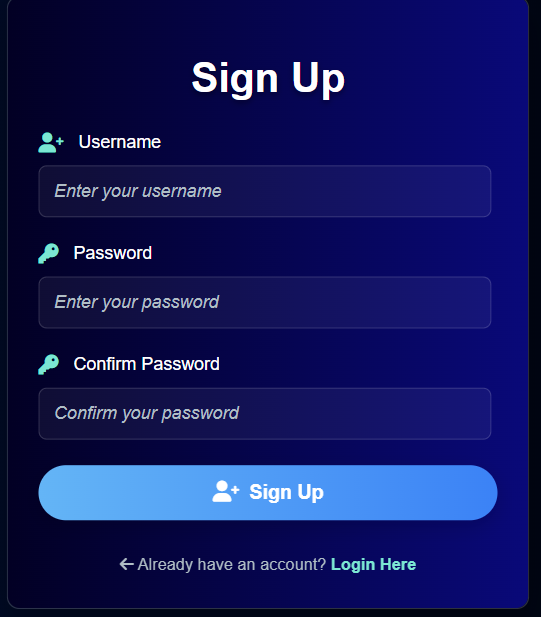 Sign Up
Username
Enter your username
Password
Enter your password
Confirm Password
Confirm your password
Sign Up
Already have an account? Login Here